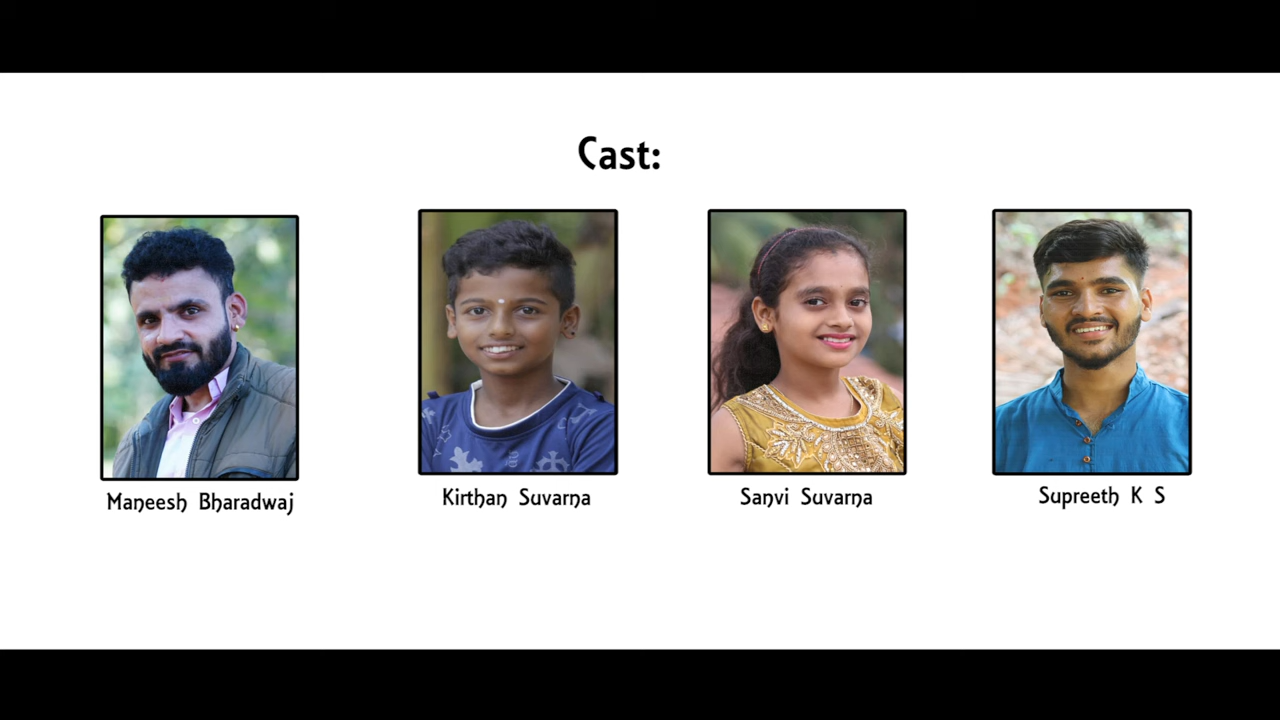 Cast:
Maneesh Bharadwaj
Kirthan Suvarna
Sanvi Suvarna
Supreeth K S